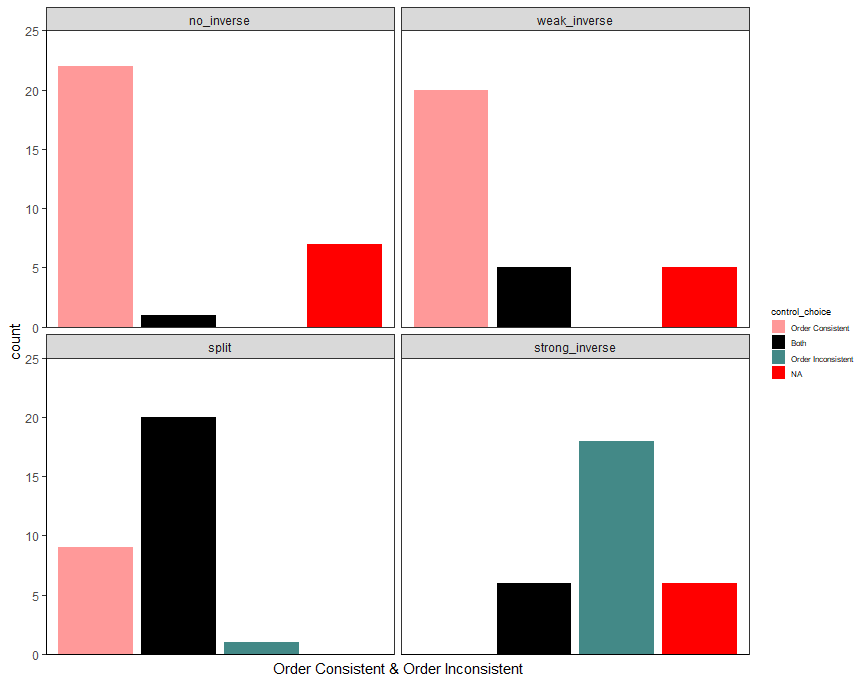 no_inverse
weak_inverse
25
20
15
10
5
0
count
split
strong_inverse
25
20
15
10
5
0
Order Consistent & Order Inconsistent
control_choice
Order Consistent
Both
Order Inconsistent
NA